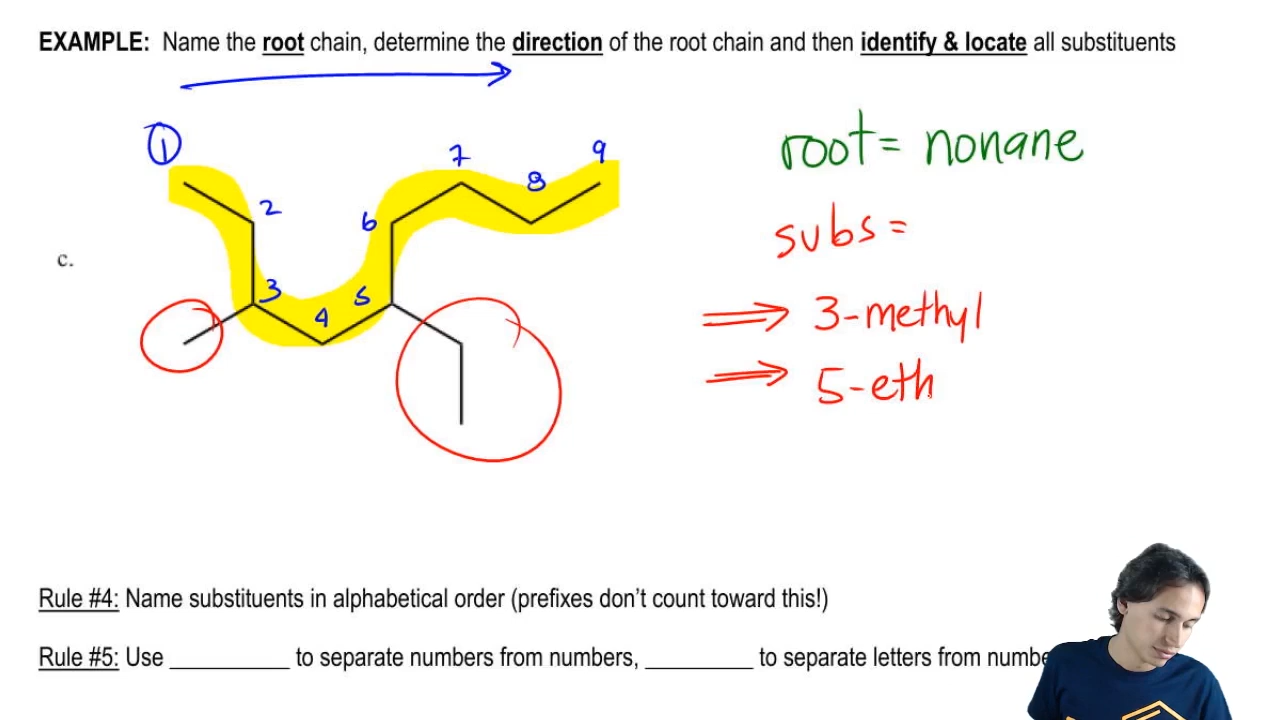 EXAMPLE: Name the root chain, determine the direction of the root chain and then identify & locate all substituents
1
2
3
4
5
6
7
8
9
c.
root = nonane
subs =
⇒ 3-methyl
⇒ 5-eth
Rule #4: Name substituents in alphabetical order (prefixes don't count toward this!)
Rule #5: Use __________ to separate numbers from numbers, _________ to separate letters from